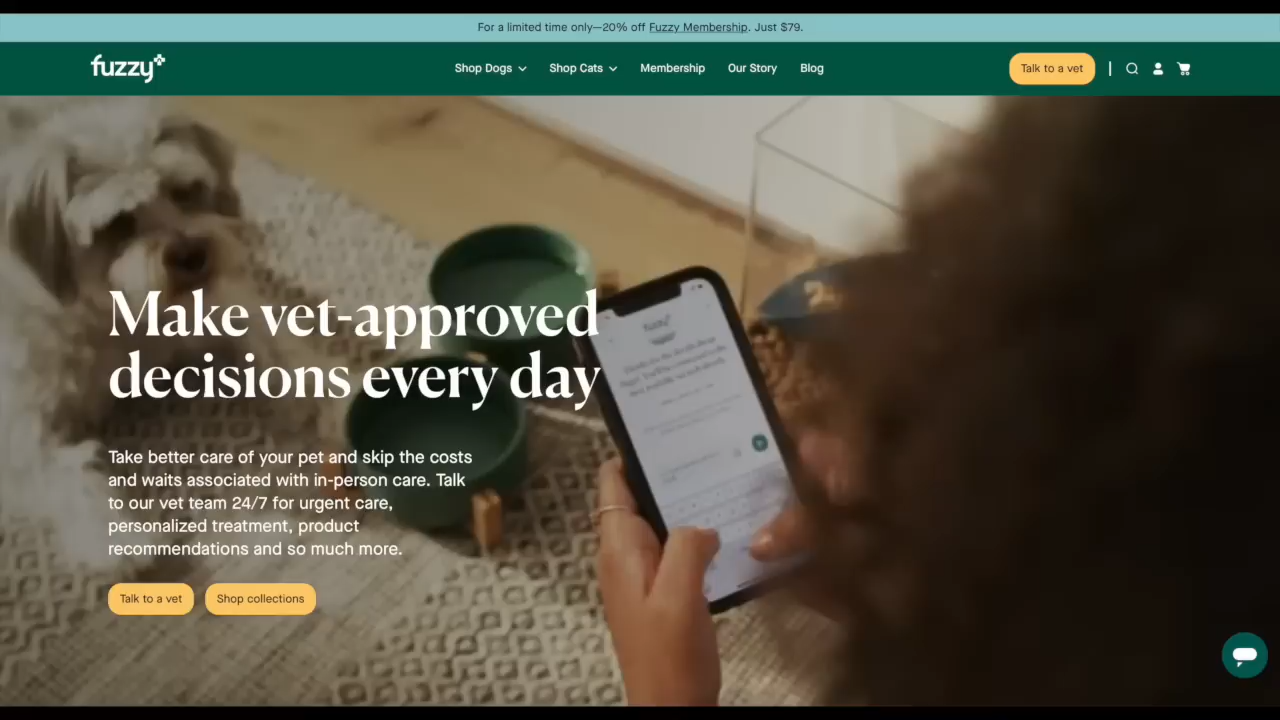 For a limited time only—20% off Fuzzy Membership. Just $79.
fuzzy
Shop Dogs Shop Cats Membership Our Story Blog Talk to a vet
fuzzy
Make vet-approved
decisions every day
Take better care of your pet and skip the costs
and waits associated with in-person care. Talk
to our vet team 24/7 for urgent care,
personalized treatment, product
recommendations and so much more.
Talk to a vet Shop collections